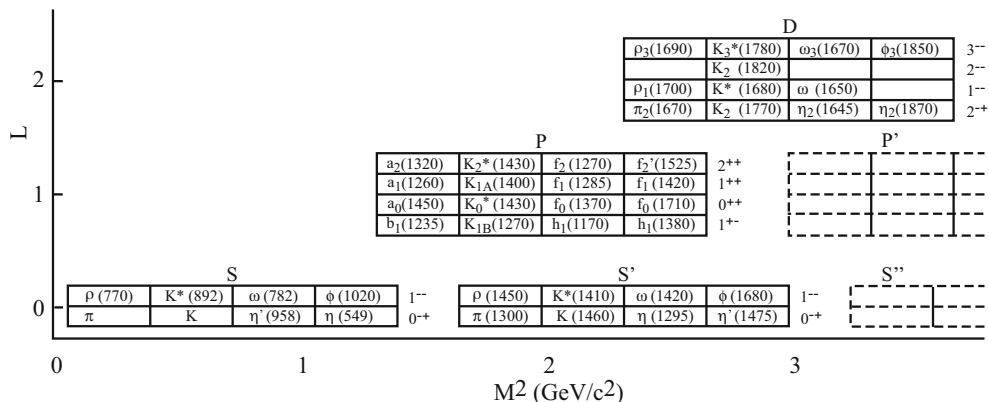 D
ρ3(1690) K3*(1780) ω3(1670) ϕ3(1850) 3--
2 K2 (1820) 2--
ρ1(1700) K* (1680) ω (1650) 1--
π2(1670) K2 (1770) η2(1645) η2(1870) 2-+
L
P P'
a2(1320) K2* (1430) f2 (1270) f2'(1525) 2++
a1(1260) K1A(1400) f1 (1285) f1 (1420) 1++
1
a0(1450) K0* (1430) f0 (1370) f0 (1710) 0++
b1(1235) K1B(1270) h1(1170) h1(1380) 1+-
S S' S''
ρ (770) K* (892) ω (782) ϕ (1020) 1-- ρ (1450) K*(1410) ω (1420) ϕ (1680) 1--
0 π K η’(958) η (549) 0-+ π (1300) K (1460) η (1295) η’(1475) 0-+
0 1 2 3
M2 (GeV/c2)